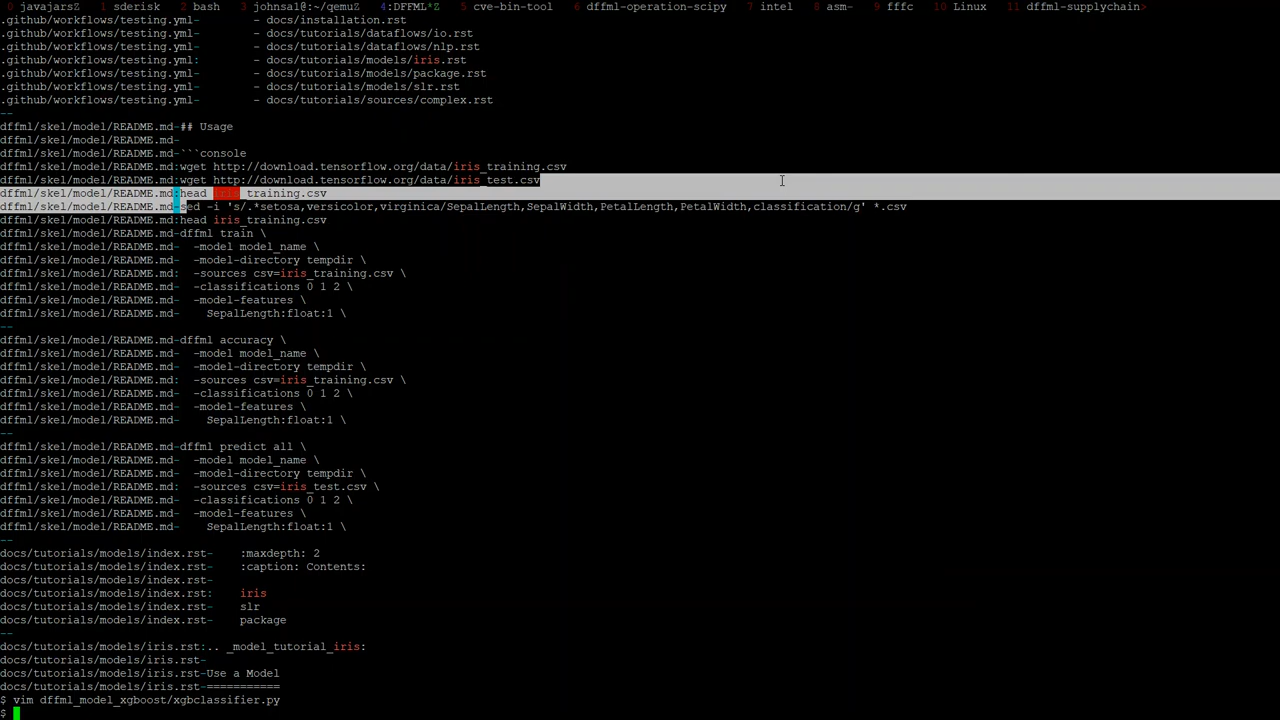 0 javajarsZ  1 sderisk  2 bash  3 johnsal@:~/qemuZ  4:DFFML*Z  5 cve-bin-tool  6 dffml-operation-scipy  7 intel  8 asm-  9 fffc  10 Linux  11 dffml-supplychain>
.github/workflows/testing.yml-        - docs/installation.rst
.github/workflows/testing.yml-        - docs/tutorials/dataflows/io.rst
.github/workflows/testing.yml-        - docs/tutorials/dataflows/nlp.rst
.github/workflows/testing.yml:        - docs/tutorials/models/iris.rst
.github/workflows/testing.yml-        - docs/tutorials/models/package.rst
.github/workflows/testing.yml-        - docs/tutorials/models/slr.rst
.github/workflows/testing.yml-        - docs/tutorials/sources/complex.rst
--
dffml/skel/model/README.md-## Usage
dffml/skel/model/README.md-
dffml/skel/model/README.md-```console
dffml/skel/model/README.md:wget http://download.tensorflow.org/data/iris_training.csv
dffml/skel/model/README.md:wget http://download.tensorflow.org/data/iris_test.csv
dffml/skel/model/README.md:head iris_training.csv
dffml/skel/model/README.md-sed -i 's/.*setosa,versicolor,virginica/SepalLength,SepalWidth,PetalLength,PetalWidth,classification/g' *.csv
dffml/skel/model/README.md:head iris_training.csv
dffml/skel/model/README.md-dffml train \
dffml/skel/model/README.md-  -model model_name \
dffml/skel/model/README.md-  -model-directory tempdir \
dffml/skel/model/README.md:  -sources csv=iris_training.csv \
dffml/skel/model/README.md-  -classifications 0 1 2 \
dffml/skel/model/README.md-  -model-features \
dffml/skel/model/README.md-    SepalLength:float:1 \
--
dffml/skel/model/README.md-dffml accuracy \
dffml/skel/model/README.md-  -model model_name \
dffml/skel/model/README.md-  -model-directory tempdir \
dffml/skel/model/README.md:  -sources csv=iris_training.csv \
dffml/skel/model/README.md-  -classifications 0 1 2 \
dffml/skel/model/README.md-  -model-features \
dffml/skel/model/README.md-    SepalLength:float:1 \
--
dffml/skel/model/README.md-dffml predict all \
dffml/skel/model/README.md-  -model model_name \
dffml/skel/model/README.md-  -model-directory tempdir \
dffml/skel/model/README.md:  -sources csv=iris_test.csv \
dffml/skel/model/README.md-  -classifications 0 1 2 \
dffml/skel/model/README.md-  -model-features \
dffml/skel/model/README.md-    SepalLength:float:1 \
--
docs/tutorials/models/index.rst-    :maxdepth: 2
docs/tutorials/models/index.rst-    :caption: Contents:
docs/tutorials/models/index.rst-
docs/tutorials/models/index.rst:    iris
docs/tutorials/models/index.rst-    slr
docs/tutorials/models/index.rst-    package
--
docs/tutorials/models/iris.rst:.. _model_tutorial_iris:
docs/tutorials/models/iris.rst-
docs/tutorials/models/iris.rst-Use a Model
docs/tutorials/models/iris.rst-===========
$ vim dffml_model_xgboost/xgbclassifier.py
$